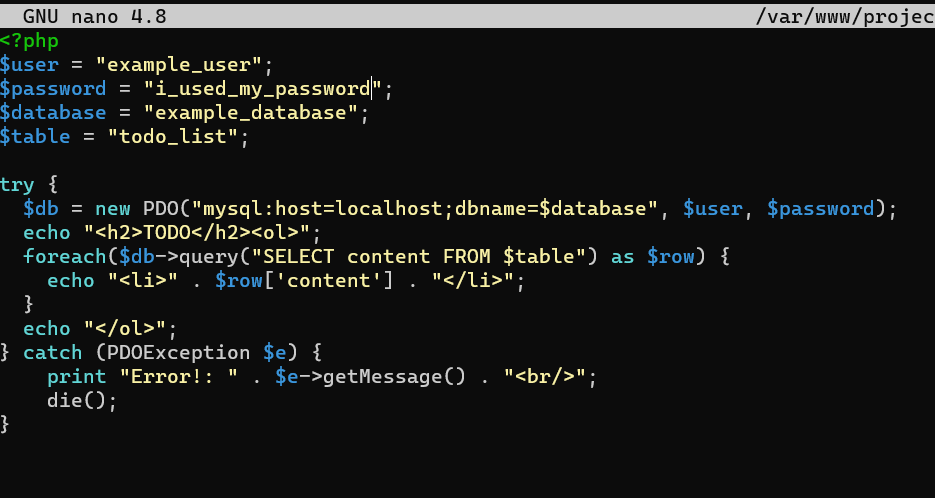 GNU nano 4.8 /var/www/projec
<?php
$user = "example_user";
$password = "i_used_my_password";
$database = "example_database";
$table = "todo_list";

try {
  $db = new PDO("mysql:host=localhost;dbname=$database", $user, $password);
  echo "<h2>TODO</h2><ol>";
  foreach($db->query("SELECT content FROM $table") as $row) {
    echo "<li>" . $row['content'] . "</li>";
  }
  echo "</ol>";
} catch (PDOException $e) {
    print "Error!: " . $e->getMessage() . "<br/>";
    die();
}